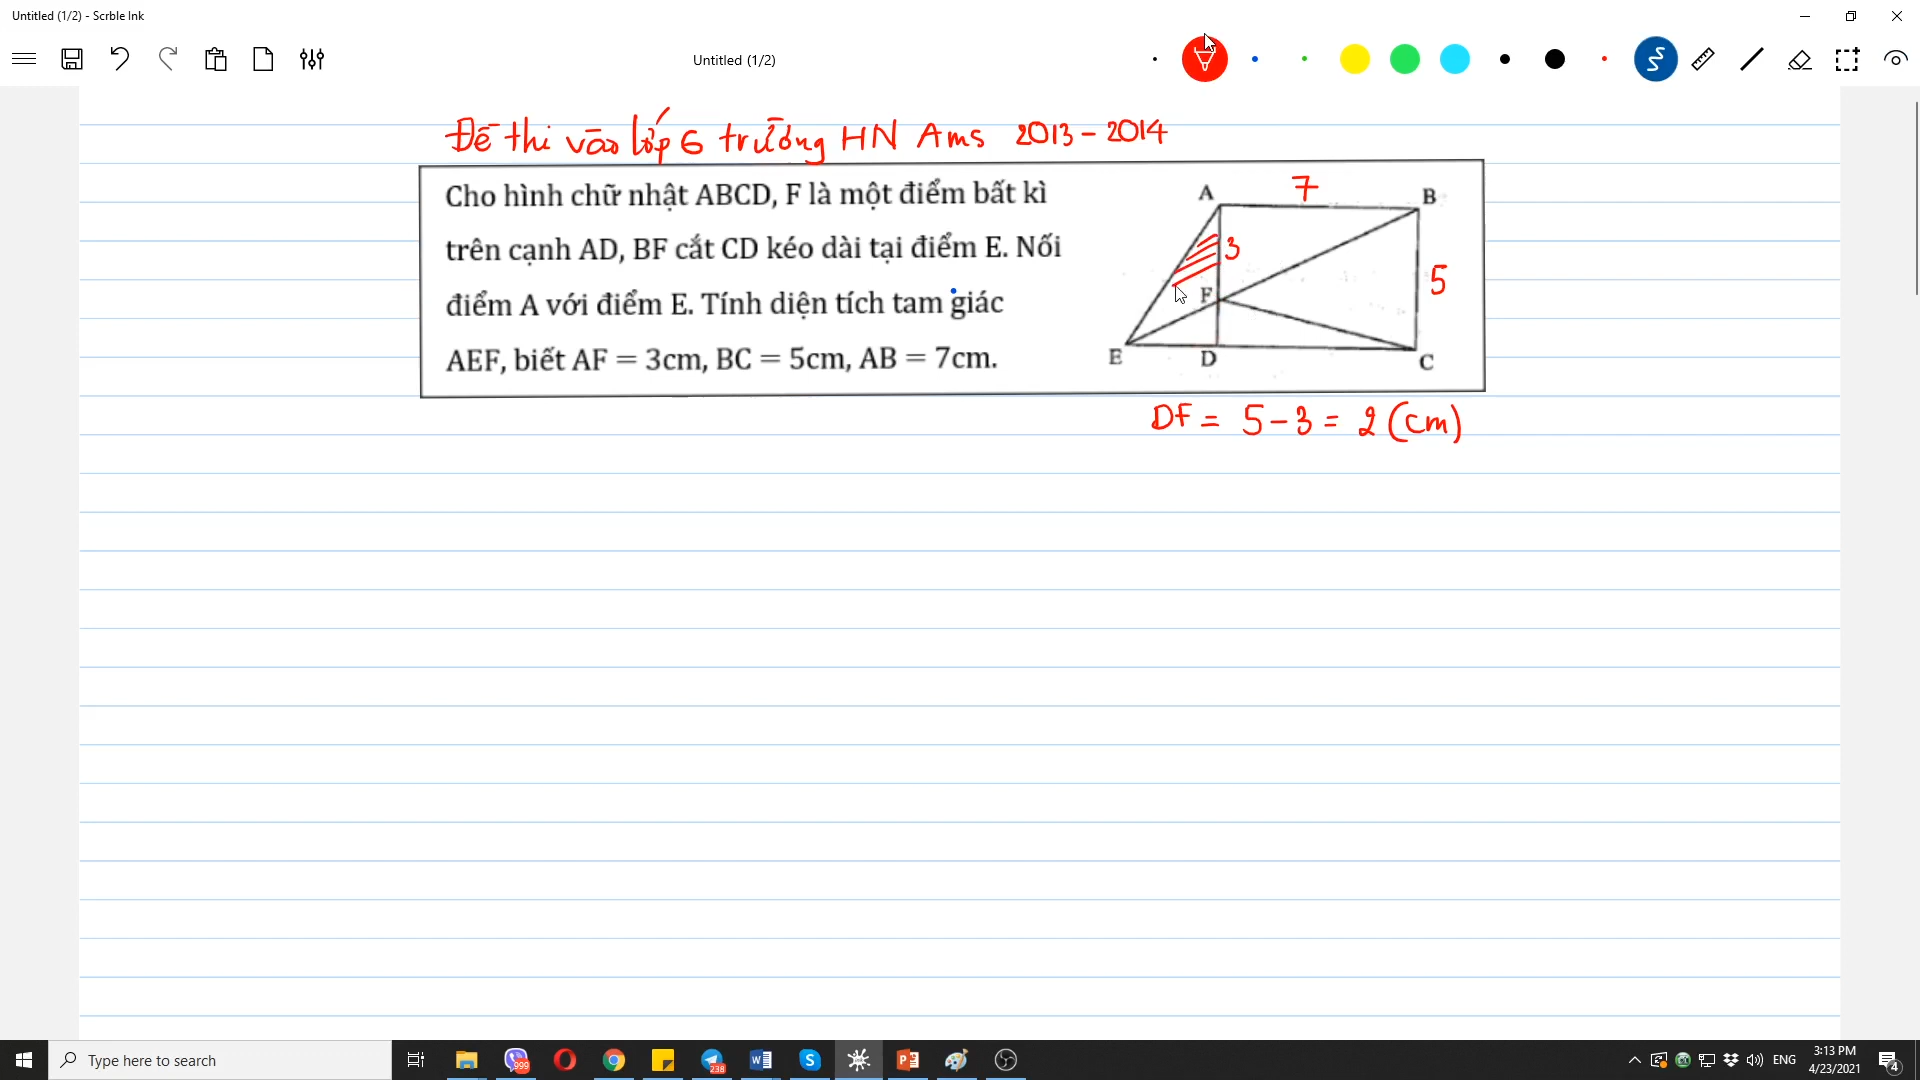 Untitled (1/2) - Scrble Ink
Untitled (1/2)
Đề thi vào lớp 6 trường HN Ams 2013 - 2014
Cho hình chữ nhật ABCD, F là một điểm bất kì
trên cạnh AD, BF cắt CD kéo dài tại điểm E. Nối
điểm A với điểm E. Tính diện tích tam giác
AEF, biết AF = 3cm, BC = 5cm, AB = 7cm.
A 7 B
3
5
F
E D C
DF = 5 - 3 = 2 (cm)
Type here to search
999
238
ENG
3:13 PM
4/23/2021
4